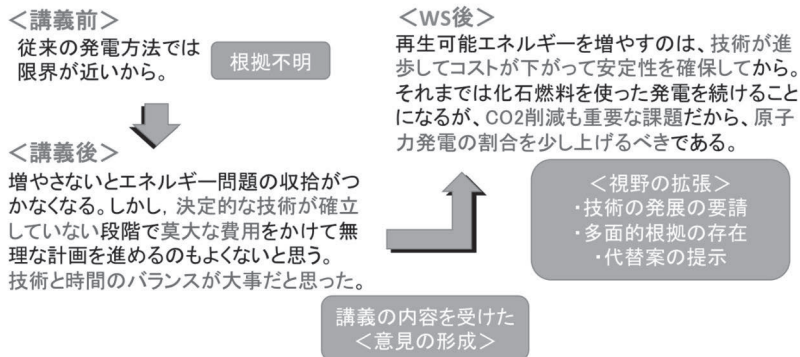 ＜講義前＞
従来の発電方法では
限界が近いから。
根拠不明
＜講義後＞
増やさないとエネルギー問題の収拾がつ
かなくなる。しかし，決定的な技術が確立
していない段階で莫大な費用をかけて無
理な計画を進めるのもよくないと思う。
技術と時間のバランスが大事だと思った。
講義の内容を受けた
＜意見の形成＞
＜WS後＞
再生可能エネルギーを増やすのは、技術が進
歩してコストが下がって安定性を確保してから。
それまでは化石燃料を使った発電を続けること
になるが、CO2削減も重要な課題だから、原子
力発電の割合を少し上げるべきである。
＜視野の拡張＞
・技術の発展の要請
・多面的根拠の存在
・代替案の提示